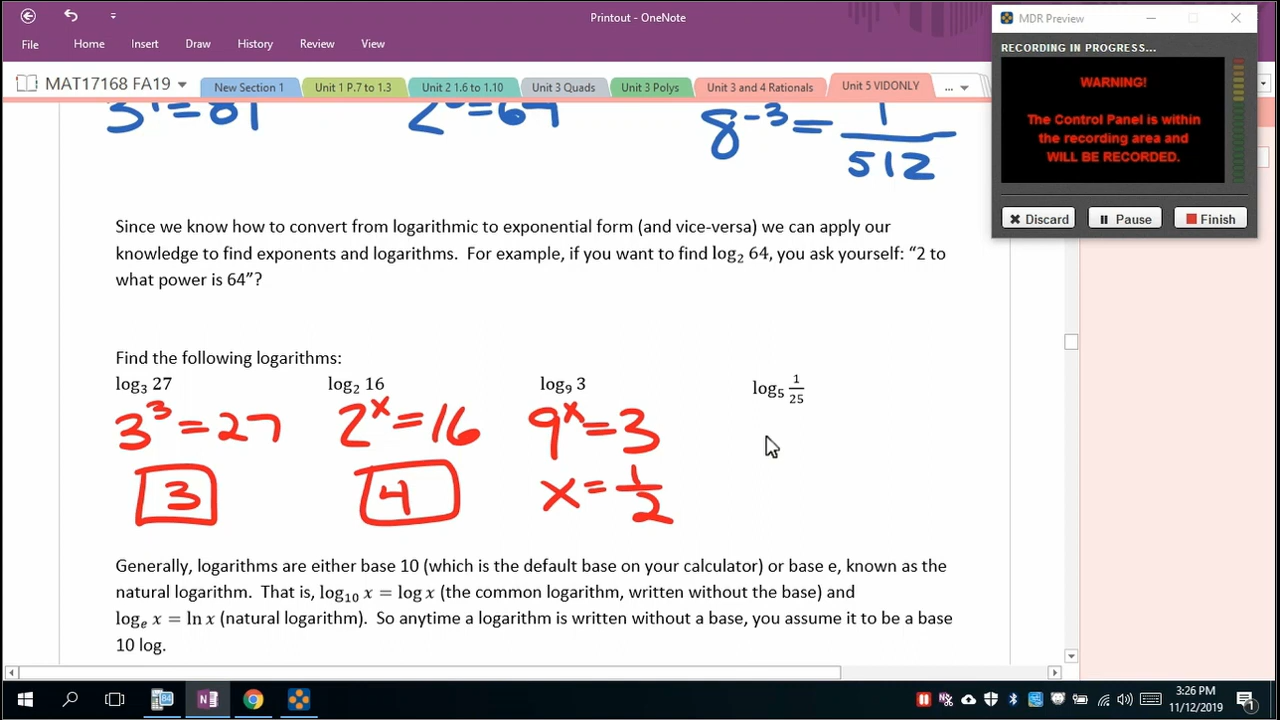 Printout - OneNote
File Home Insert Draw History Review View
MAT17168 FA19 New Section 1 Unit 1 P.7 to 1.3 Unit 2 1.6 to 1.10 Unit 3 Quads Unit 3 Polys Unit 3 and 4 Rationals Unit 5 VIDONLY ...
MDR Preview
RECORDING IN PROGRESS...
WARNING!
The Control Panel is within
the recording area and
WILL BE RECORDED.
Discard Pause Finish
= 81 = 64 8⁻³ = 1/512
Since we know how to convert from logarithmic to exponential form (and vice-versa) we can apply our
knowledge to find exponents and logarithms. For example, if you want to find log₂ 64, you ask yourself: “2 to
what power is 64”?
Find the following logarithms:
log₃ 27 log₂ 16 log₉ 3 log₅ 1/25
3³ = 27 2ˣ = 16 9ˣ = 3
3 4 x = 1/2
Generally, logarithms are either base 10 (which is the default base on your calculator) or base e, known as the
natural logarithm. That is, log₁₀ x = log x (the common logarithm, written without the base) and
logₑ x = ln x (natural logarithm). So anytime a logarithm is written without a base, you assume it to be a base
10 log.
3:26 PM
11/12/2019
1